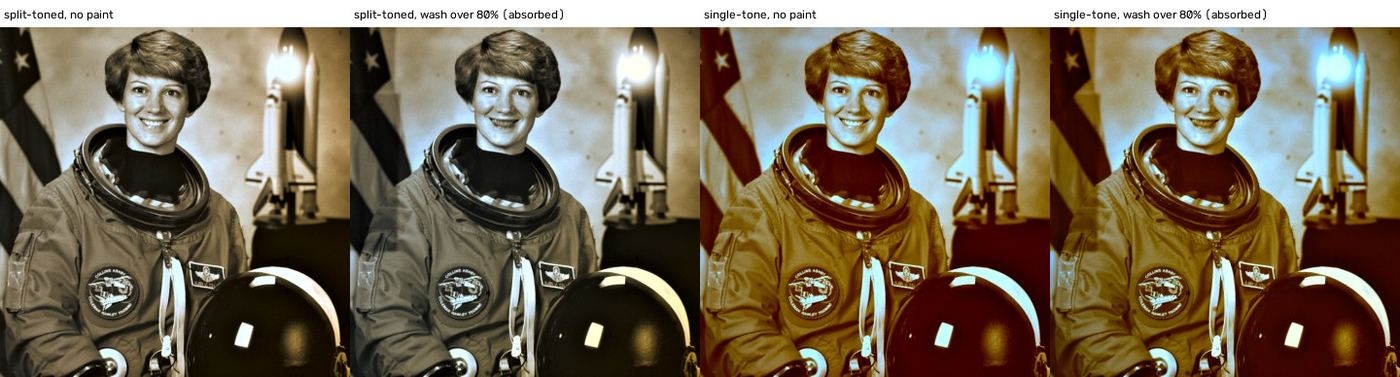 split-toned, no paint
split-toned, wash over 80% (absorbed)
single-tone, no paint
single-tone, wash over 80% (absorbed)